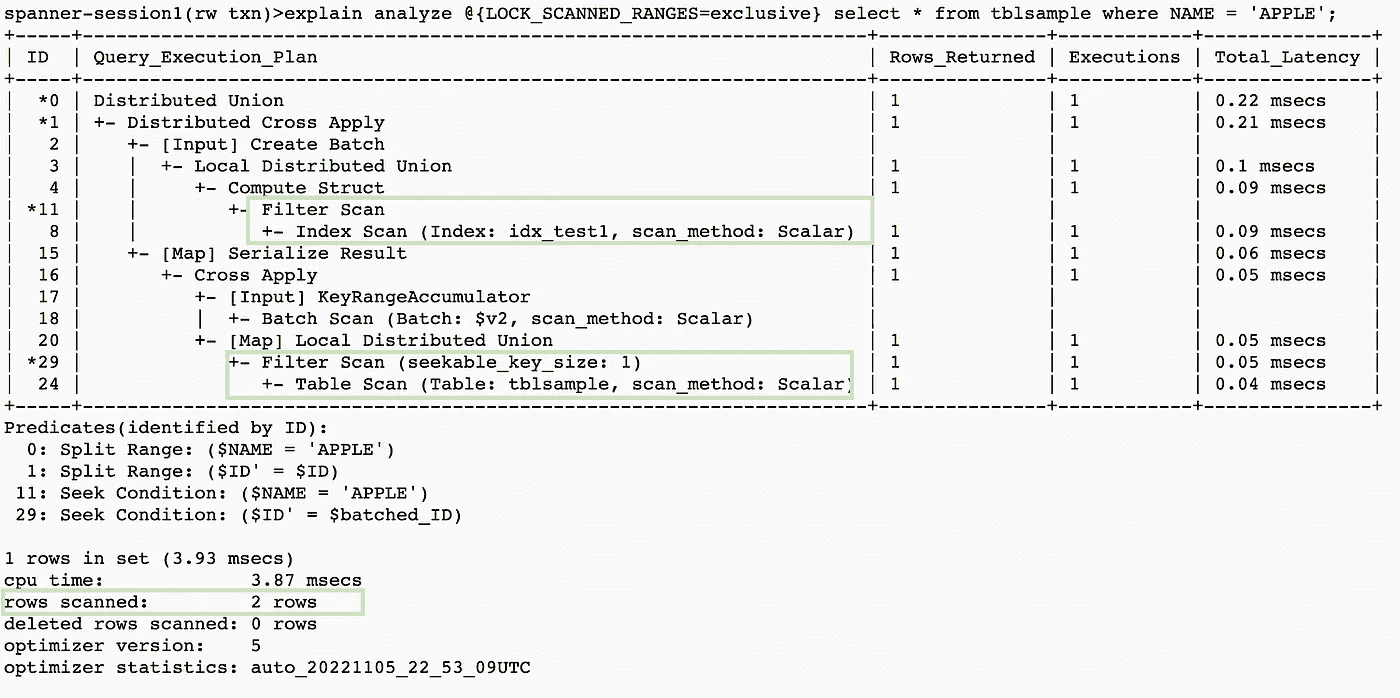 spanner-session1(rw txn)>explain analyze @{LOCK_SCANNED_RANGES=exclusive} select * from tblsample where NAME = 'APPLE';
+-----+----------------------------------------------------------------------+----------------+------------+---------------+
| ID  | Query_Execution_Plan                                                 | Rows_Returned | Executions | Total_Latency |
+-----+----------------------------------------------------------------------+----------------+------------+---------------+
|  *0 | Distributed Union                                                    | 1             | 1          | 0.22 msecs    |
|  *1 | +- Distributed Cross Apply                                           | 1             | 1          | 0.21 msecs    |
|   2 |    +- [Input] Create Batch                                           |               |            |               |
|   3 |    |  +- Local Distributed Union                                     | 1             | 1          | 0.1 msecs     |
|   4 |    |     +- Compute Struct                                           | 1             | 1          | 0.09 msecs    |
| *11 |    |        +- Filter Scan                                           |               |            |               |
|   8 |    |           +- Index Scan (Index: idx_test1, scan_method: Scalar) | 1             | 1          | 0.09 msecs    |
|  15 |    +- [Map] Serialize Result                                         | 1             | 1          | 0.06 msecs    |
|  16 |       +- Cross Apply                                                 | 1             | 1          | 0.05 msecs    |
|  17 |          +- [Input] KeyRangeAccumulator                              |               |            |               |
|  18 |          |  +- Batch Scan (Batch: $v2, scan_method: Scalar)          |               |            |               |
|  20 |          +- [Map] Local Distributed Union                            | 1             | 1          | 0.05 msecs    |
| *29 |             +- Filter Scan (seekable_key_size: 1)                    | 1             | 1          | 0.05 msecs    |
|  24 |                +- Table Scan (Table: tblsample, scan_method: Scalar) | 1             | 1          | 0.04 msecs    |
+-----+----------------------------------------------------------------------+----------------+------------+---------------+
Predicates(identified by ID):
  0: Split Range: ($NAME = 'APPLE')
  1: Split Range: ($ID' = $ID)
 11: Seek Condition: ($NAME = 'APPLE')
 29: Seek Condition: ($ID' = $batched_ID)
1 rows in set (3.93 msecs)
cpu time:             3.87 msecs
rows scanned:         2 rows
deleted rows scanned: 0 rows
optimizer version:    5
optimizer statistics: auto_20221105_22_53_09UTC